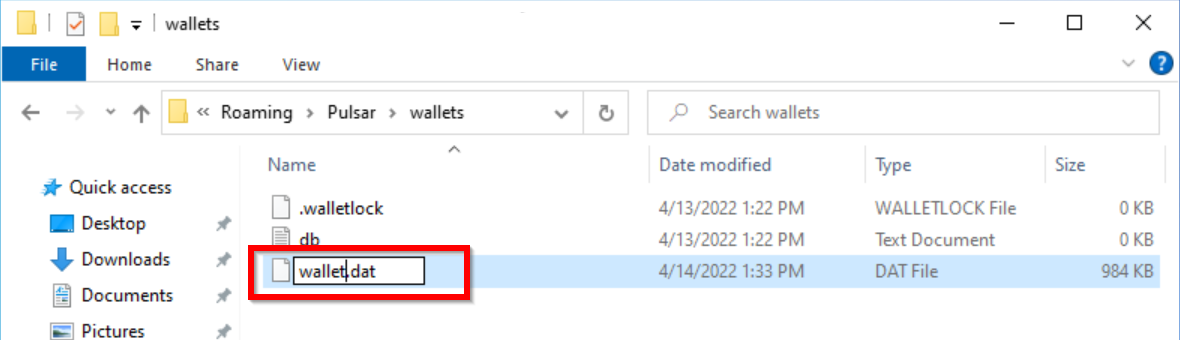 wallets
File Home Share View ?
« Roaming > Pulsar > wallets Search wallets
Name Date modified Type Size
Quick access
.walletlock 4/13/2022 1:22 PM WALLETLOCK File 0 KB
Desktop
db 4/13/2022 1:22 PM Text Document 0 KB
Downloads
wallet.dat 4/14/2022 1:33 PM DAT File 984 KB
Documents
Pictures